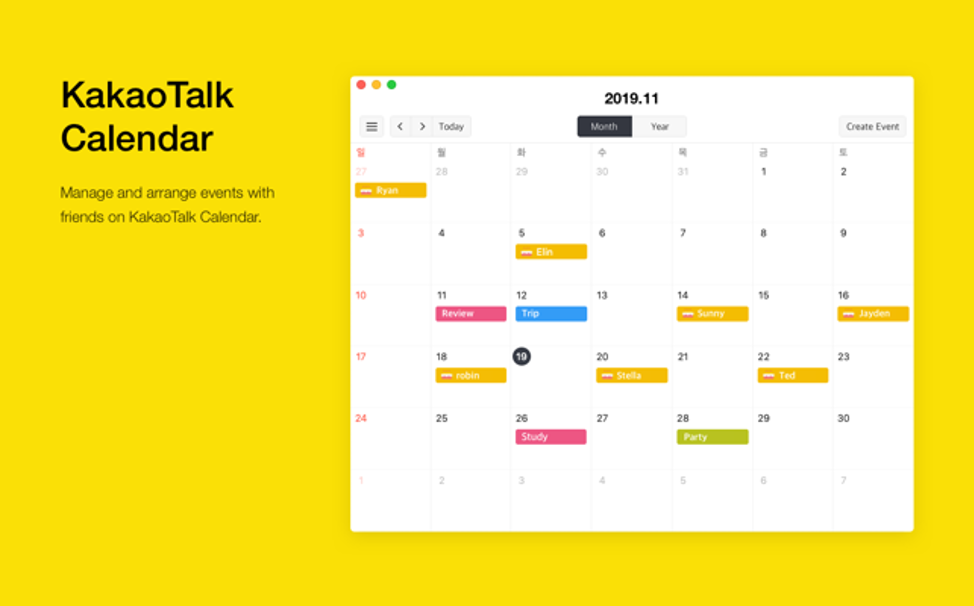 KakaoTalk
Calendar
Manage and arrange events with
friends on KakaoTalk Calendar.
2019.11
Today
Month
Year
Create Event
일 월 화 수 목 금 토
27 28 29 30 31 1 2
Ryan
3 4 5 6 7 8 9
Elin
10 11 12 13 14 15 16
Review Trip Sunny Jayden
17 18 19 20 21 22 23
robin Stella Ted
24 25 26 27 28 29 30
Study Party
1 2 3 4 5 6 7